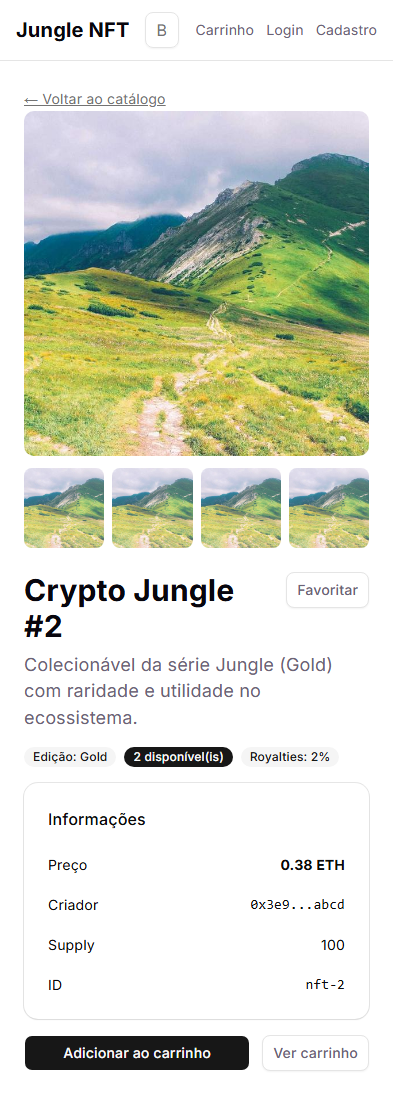 Jungle NFT B Carrinho Login Cadastro
← Voltar ao catálogo
Crypto Jungle
#2
Favoritar
Colecionável da série Jungle (Gold)
com raridade e utilidade no
ecossistema.
Edição: Gold 2 disponível(is) Royalties: 2%
Informações
Preço 0.38 ETH
Criador 0x3e9...abcd
Supply 100
ID nft-2
Adicionar ao carrinho Ver carrinho